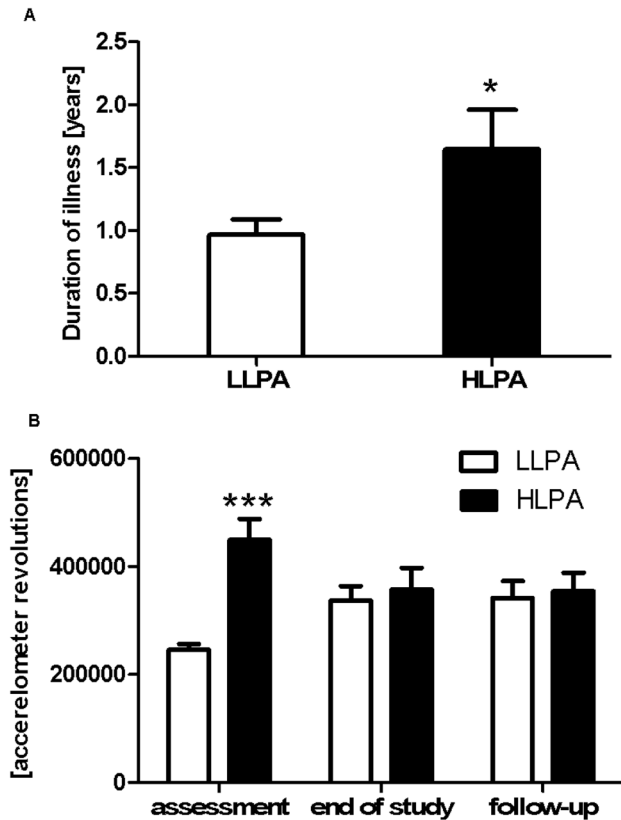 A
Duration of illness [years]
2.5
2.0
1.5
1.0
0.5
0.0
*
LLPA
HLPA
B
[accerelometer revolutions]
600000
400000
200000
0
***
LLPA
HLPA
assessment
end of study
follow-up